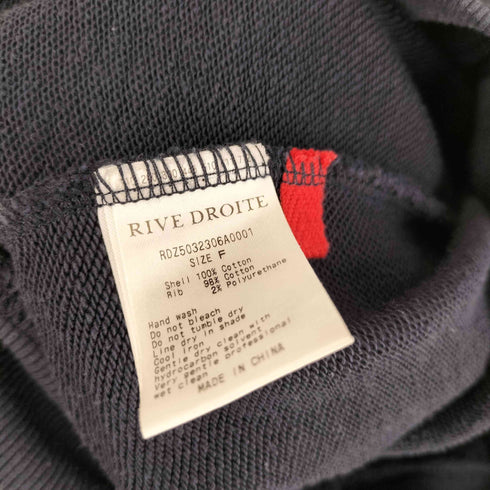 RIVE DROITE
RDZ5032306A0001
SIZE F
Shell 100% Cotton
Rib 98% Cotton
2% Polyurethane
Hand wash
Do not bleach
Do not tumble dry
Line dry in shade
Cool iron
Gentle dry clean with
hydrocarbon solvent
Very gentle professional
wet clean
MADE IN CHINA